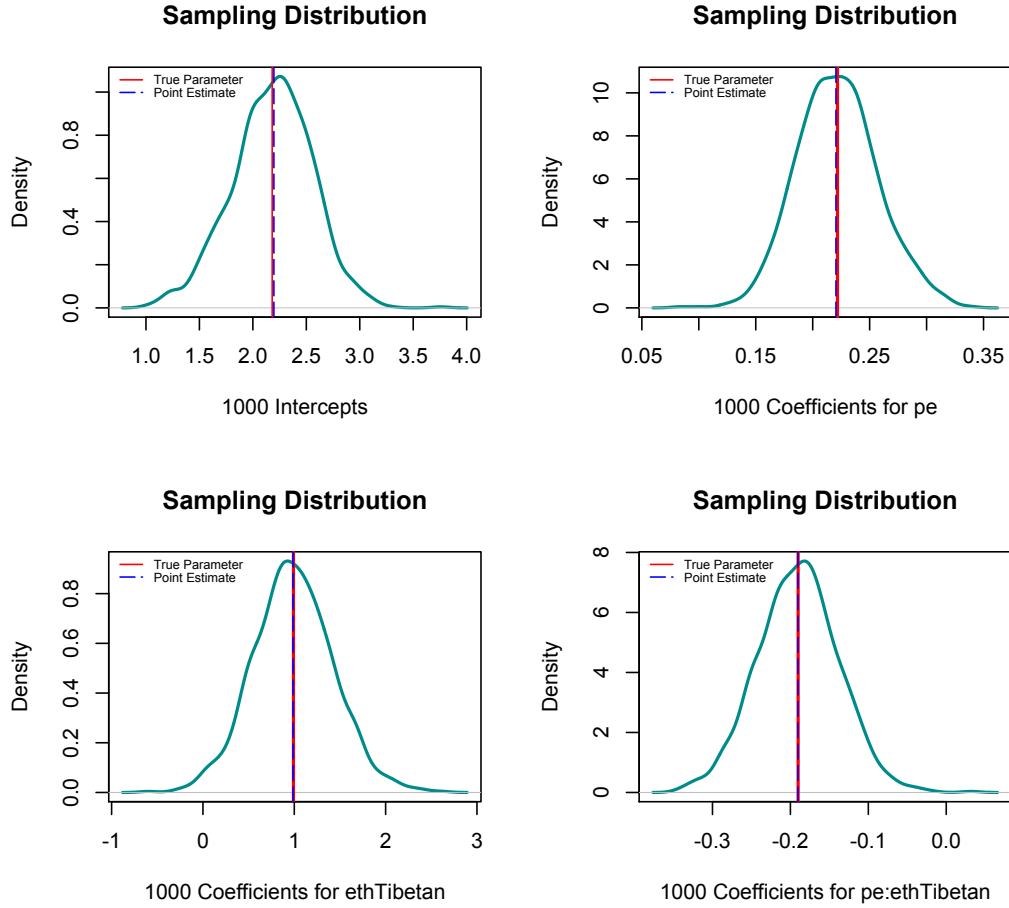 Sampling Distribution
True Parameter
Point Estimate
Density
0.0
0.4
0.8
1.0
1.5
2.0
2.5
3.0
3.5
4.0
1000 Intercepts
Sampling Distribution
True Parameter
Point Estimate
Density
0
2
4
6
8
10
0.05
0.15
0.25
0.35
1000 Coefficients for pe
Sampling Distribution
True Parameter
Point Estimate
Density
0.0
0.2
0.4
0.6
0.8
-1
0
1
2
3
1000 Coefficients for ethTibetan
Sampling Distribution
True Parameter
Point Estimate
Density
0
2
4
6
8
-0.3
-0.2
-0.1
0.0
1000 Coefficients for pe:ethTibetan